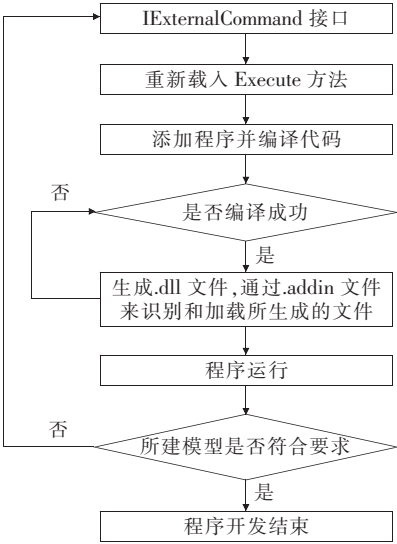 IExternalCommand 接口
重新载入 Execute 方法
添加程序并编译代码
否
是否编译成功
是
生成.dll 文件,通过.addin 文件
来识别和加载所生成的文件
程序运行
否
所建模型是否符合要求
是
程序开发结束